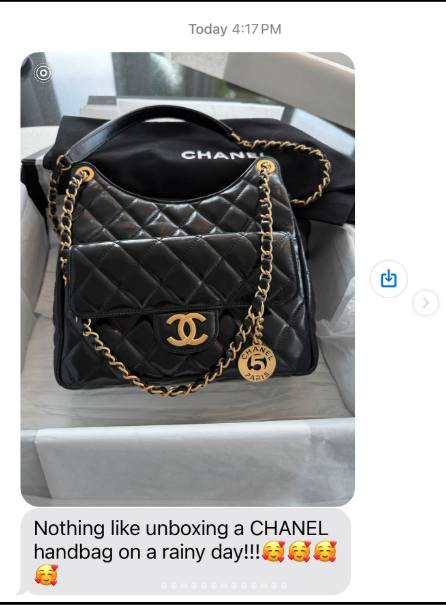 Today 4:17 PM
CHANEL
CHANEL
5
PARIS
Nothing like unboxing a CHANEL
handbag on a rainy day!!!🥰🥰🥰
🥰